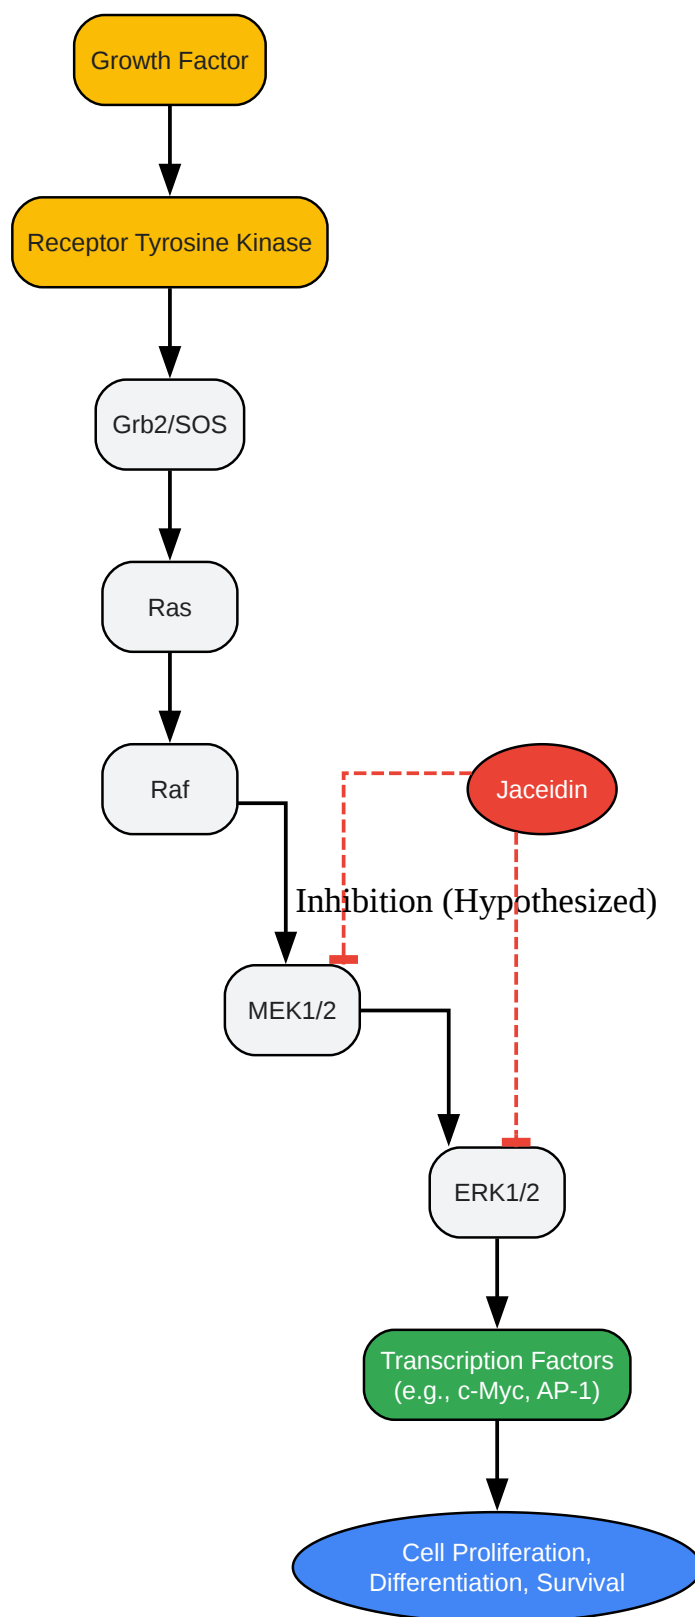 Growth Factor
Receptor Tyrosine Kinase
Grb2/SOS
Ras
Raf
Jaceidin
Inhibition (Hypothesized)
MEK1/2
ERK1/2
Transcription Factors
(e.g., c-Myc, AP-1)
Cell Proliferation,
Differentiation, Survival